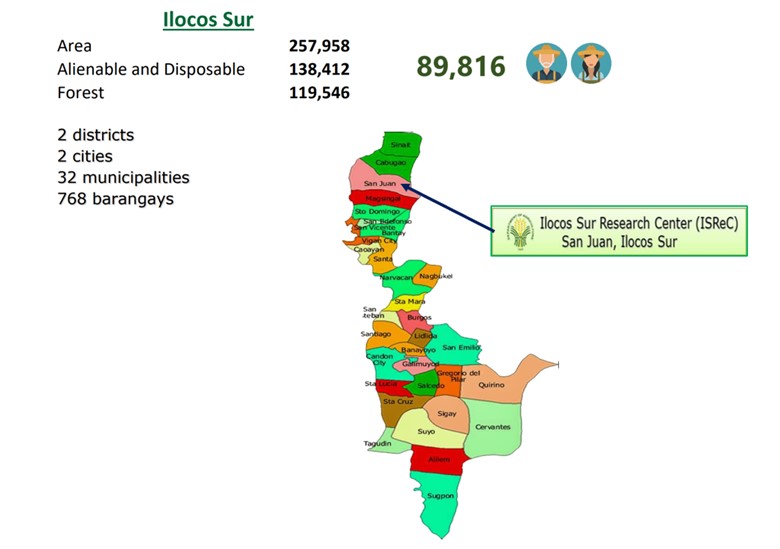 Ilocos Sur
Area 257,958
Alienable and Disposable 138,412
Forest 119,546
89,816
2 districts
2 cities
32 municipalities
768 barangays
Sinait
Cabugao
San Juan
Magsingal
Sto Domingo
San Ildefonso
San Vicente
Bantay
Vigan City
Caoayan
Santa
Narvacan
Nagbukel
Sta Maria
San
Burgos
Santiago
Lidlida
Banayoyo
San Emilio
Candon
City
Galimuyod
Gregorio del
Pilar
Quirino
Sta Lucia
Salcedo
Sta Cruz
Sigay
Suyo
Cervantes
Tagudin
Alilem
Sugpon
Ilocos Sur Research Center (ISReC)
San Juan, Ilocos Sur